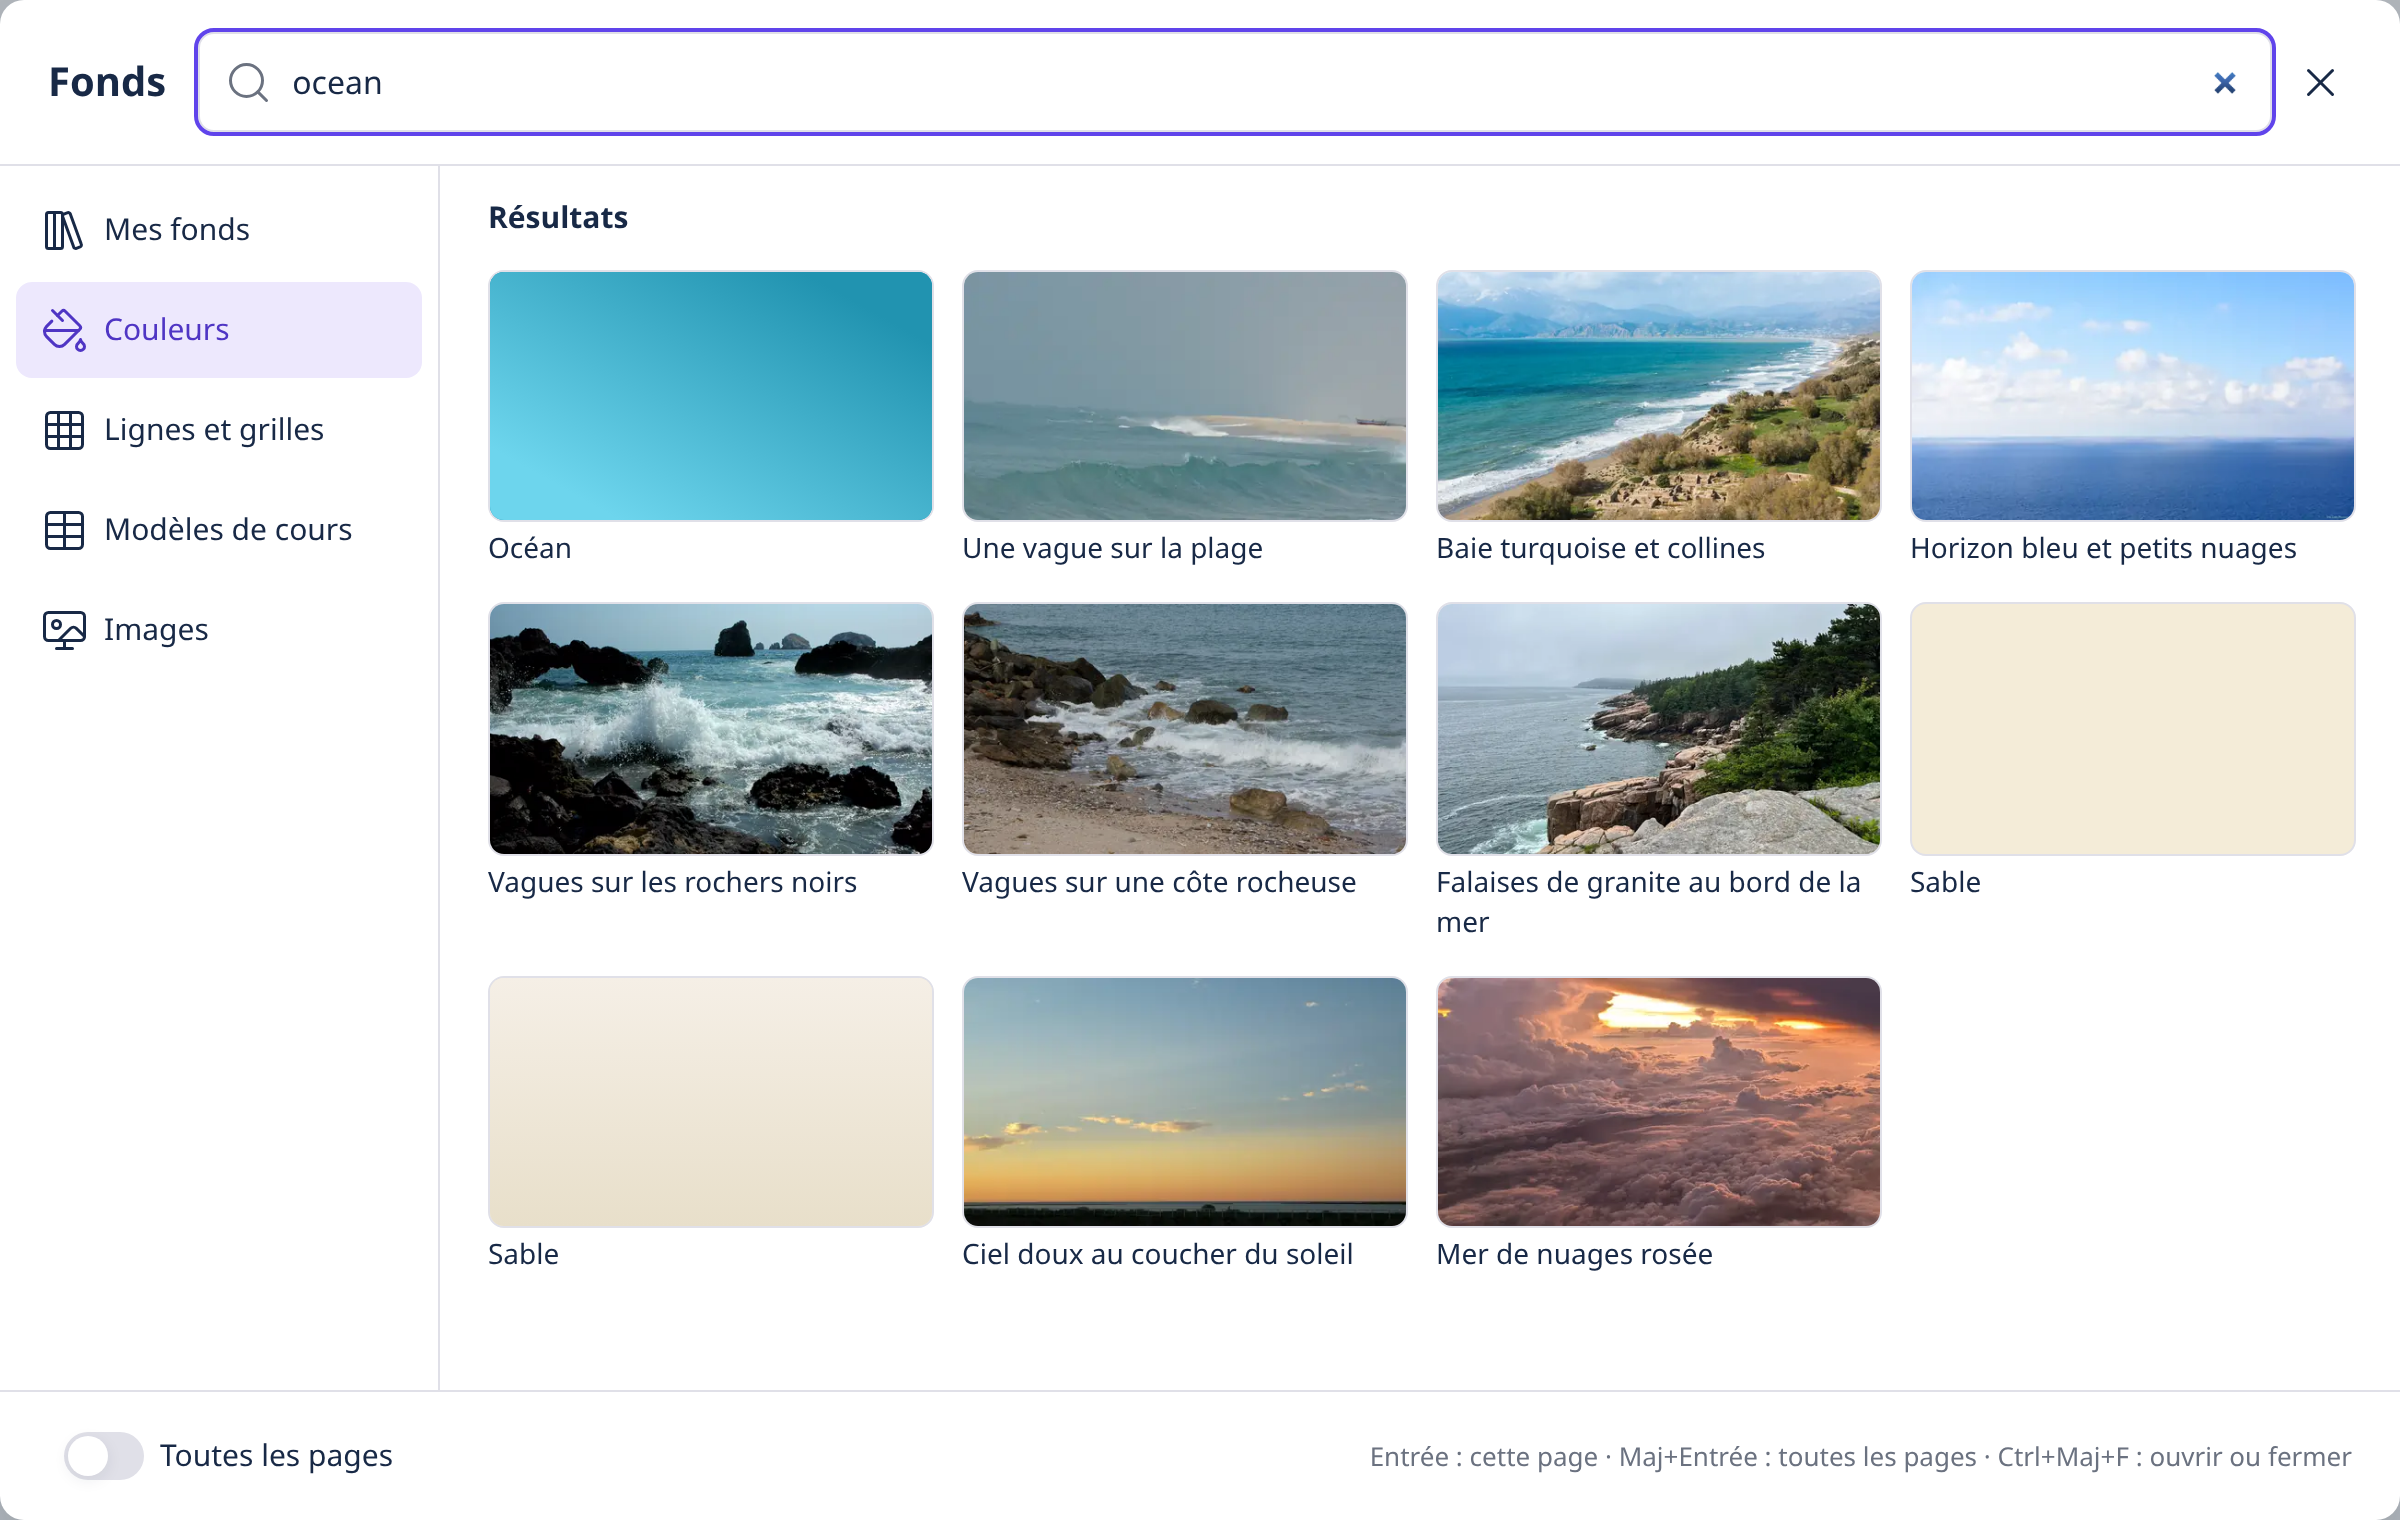 Fonds
ocean
Mes fonds
Couleurs
Lignes et grilles
Modèles de cours
Images
Résultats
Océan
Une vague sur la plage
Baie turquoise et collines
Horizon bleu et petits nuages
Vagues sur les rochers noirs
Vagues sur une côte rocheuse
Falaises de granite au bord de la
mer
Sable
Sable
Ciel doux au coucher du soleil
Mer de nuages rosée
Toutes les pages
Entrée : cette page · Maj+Entrée : toutes les pages · Ctrl+Maj+F : ouvrir ou fermer